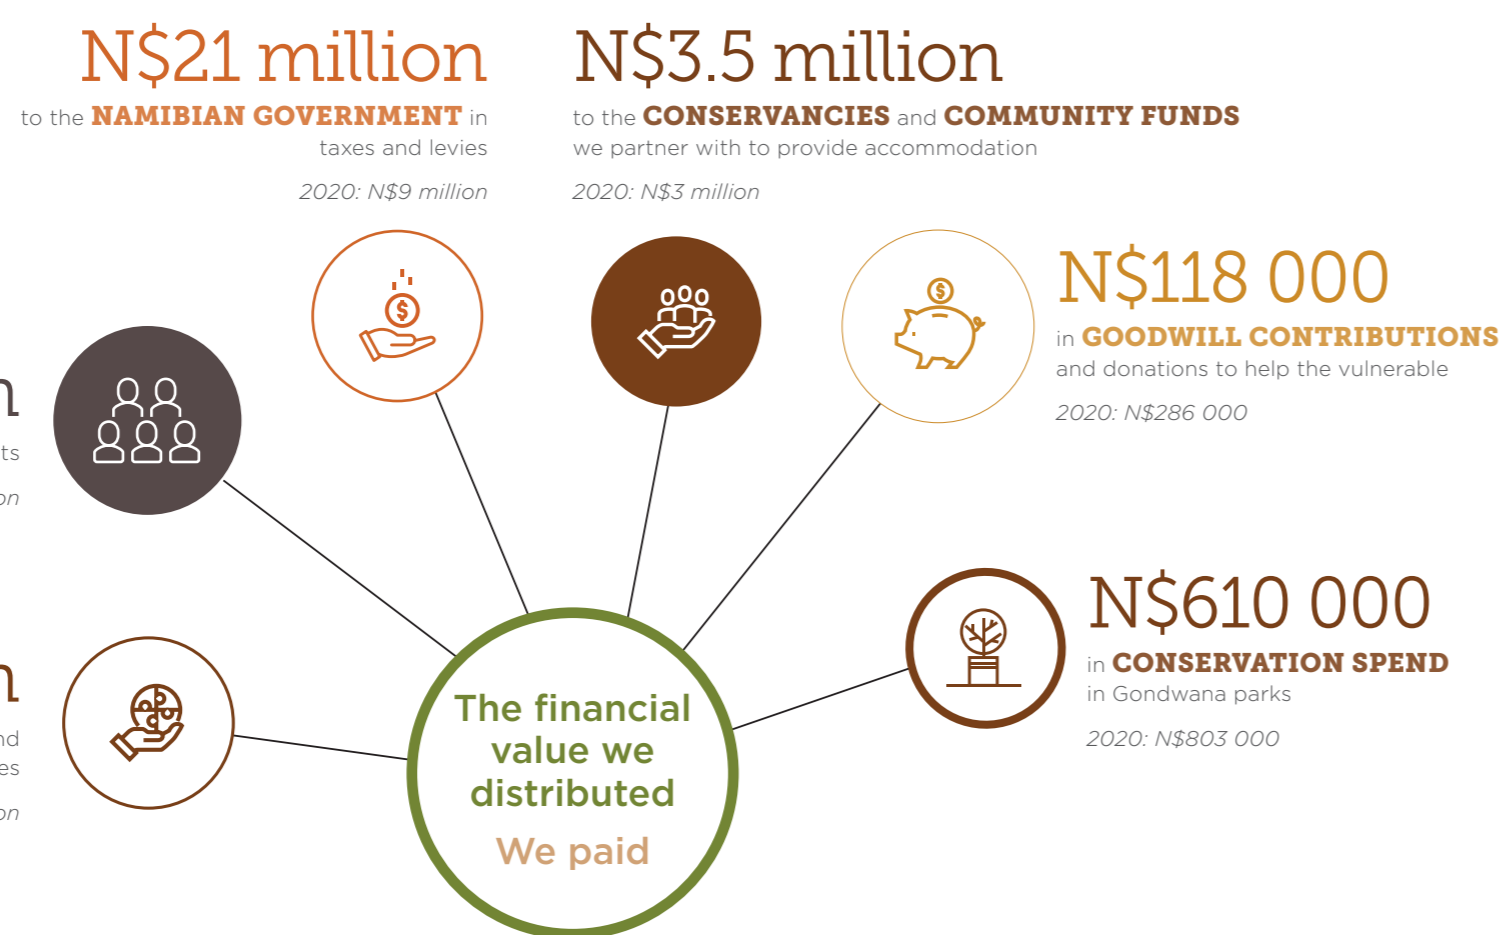 N$21 million
to the NAMIBIAN GOVERNMENT in
taxes and levies
2020: N$9 million
N$3.5 million
to the CONSERVANCIES and COMMUNITY FUNDS
we partner with to provide accommodation
2020: N$3 million
N$118 000
in GOODWILL CONTRIBUTIONS
and donations to help the vulnerable
2020: N$286 000
N$610 000
in CONSERVATION SPEND
in Gondwana parks
2020: N$803 000
The financial
value we
distributed
We paid